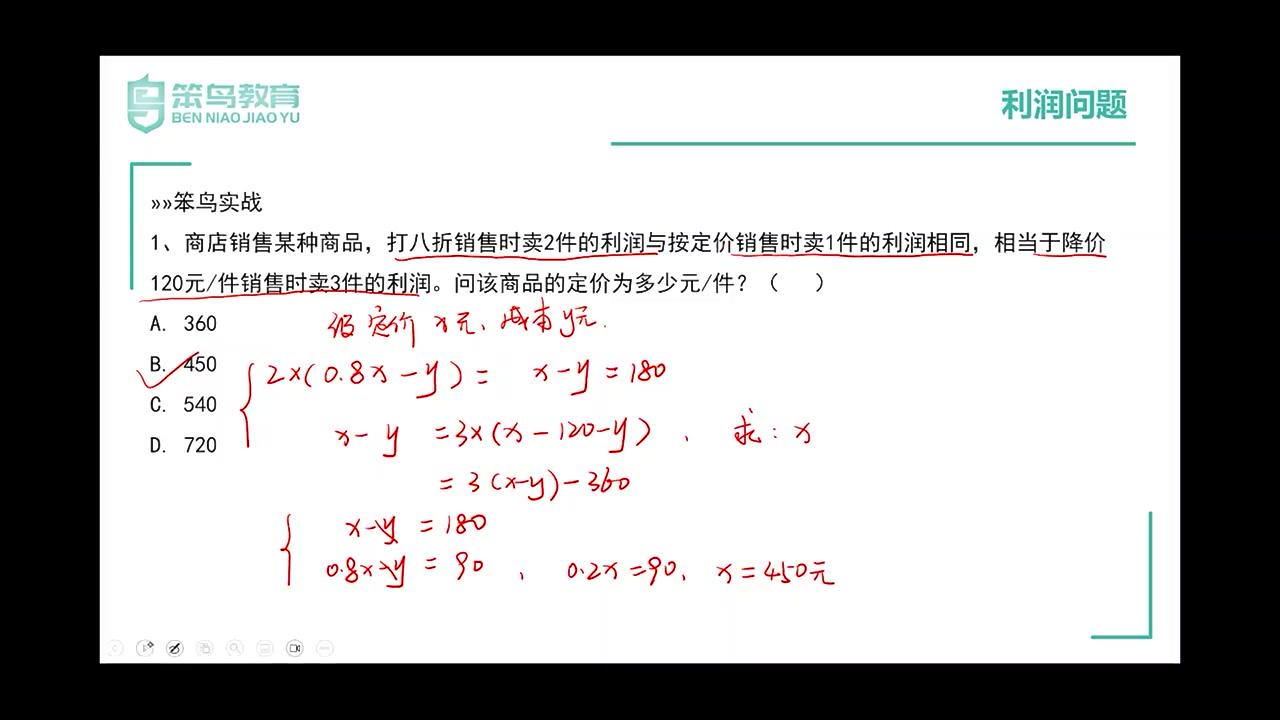 笨鸟教育
BEN NIAO JIAO YU
利润问题
»»笨鸟实战
1、商店销售某种商品，打八折销售时卖2件的利润与按定价销售时卖1件的利润相同，相当于降价
120元/件销售时卖3件的利润。问该商品的定价为多少元/件？（  ）
A. 360
假定价x元、成本y元.
B. 450
2×(0.8x-y)= x-y=180
C. 540
x-y =3×(x-120-y) , 求:x
D. 720
=3(x-y)-360
x-y=180
0.8x-y=90 , 0.2x=90, x=450元